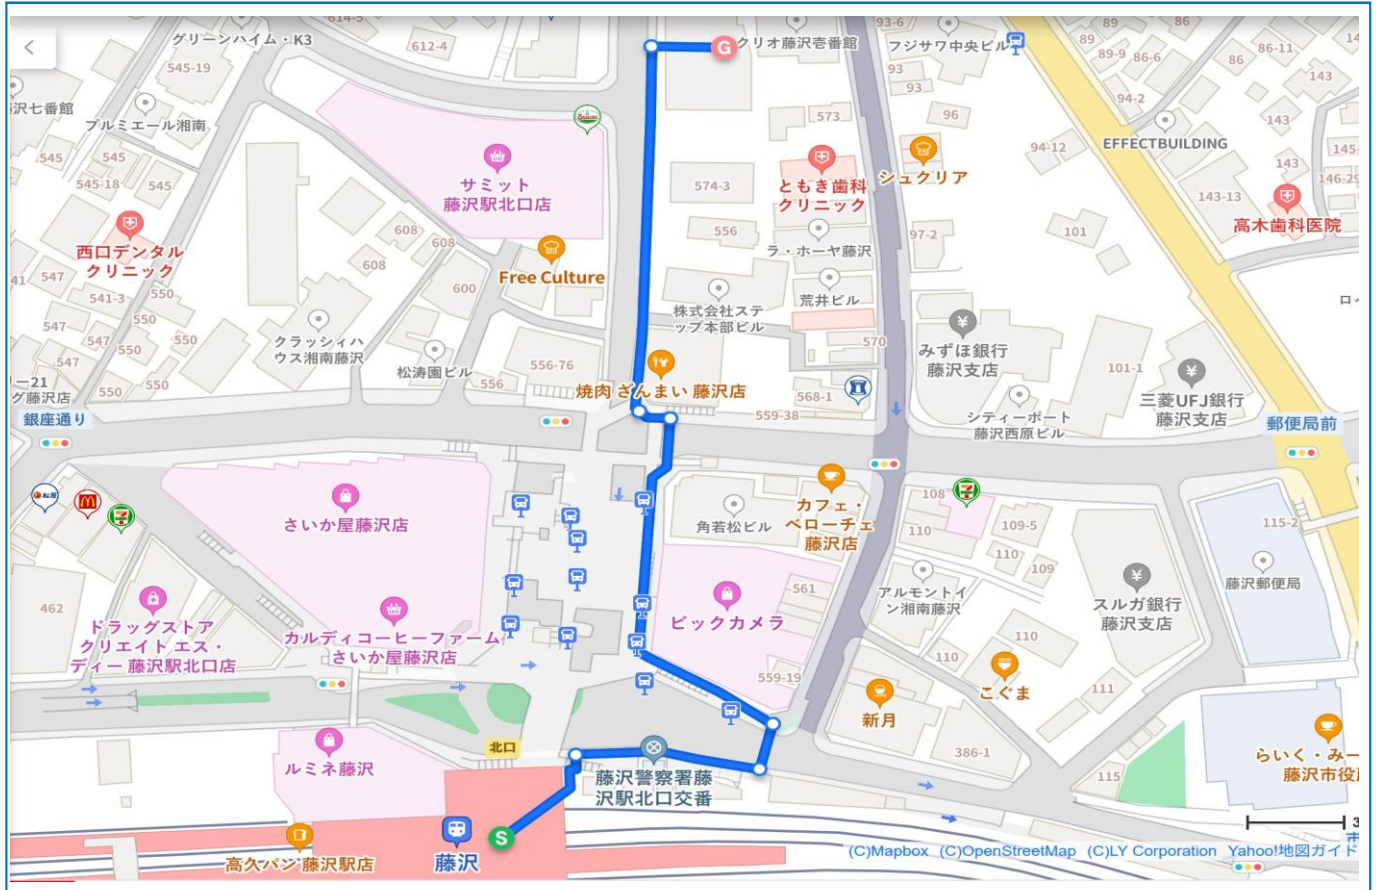 614-5
グリーンハイム・K3
612-4
クリオ藤沢壱番館
93-6
フジサワ中央ビル
89
89
86-11
545-19
93
89-9
86-6
86
143
沢七番館
93
94-2
プルミエール湘南
573
96
143
EFFECTBUILDING
545
545
94-12
143
545-18
545
サミット
藤沢駅北口店
574-3
ともき歯科
クリニック
シュクリア
143-13
146-29
高木歯科医院
西口デンタル
クリニック
608
608
556
ラ・ホーヤ藤沢
97-2
101
547
608
Free Culture
541-3
550
600
株式会社ステ
ップ本部ビル
荒井ビル
547
550
クラッシィハ
ウス湘南藤沢
570
みずほ銀行
藤沢支店
547
550
550
松涛園ビル
556-76
101-1
グ藤沢店
550
550
556
焼肉 ざんまい 藤沢店
568-1
559-38
シティーポート
藤沢西原ビル
三菱UFJ銀行
藤沢支店
銀座通り
郵便局前
松屋
さいか屋藤沢店
角若松ビル
カフェ・
ベローチェ
藤沢店
108
110
109-5
115-2
110
109
藤沢郵便局
462
ドラッグストア
クリエイト エス・
ディー 藤沢駅北口店
カルディコーヒーファーム
さいか屋藤沢店
ビックカメラ
561
アルモントイ
ン湘南藤沢
スルガ銀行
藤沢支店
559-19
110
110
こぐま
111
新月
北口
ルミネ藤沢
藤沢警察署藤
沢駅北口交番
386-1
115
らいく・みー
藤沢市役
高久パン 藤沢駅店
藤沢
S
G
(C)Mapbox (C)OpenStreetMap (C)LY Corporation Yahoo!地図ガイド